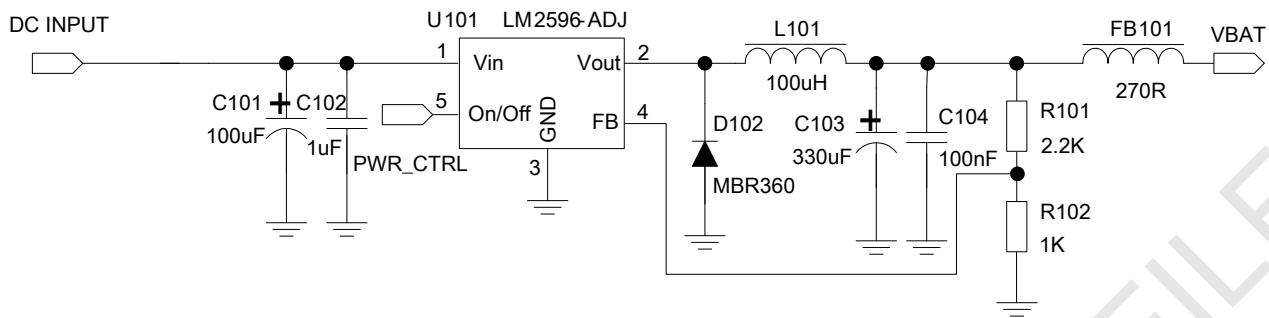 U101 LM2596-ADJ
DC INPUT
L101
FB101
VBAT
1
Vin
Vout
2
100uH
270R
C101
+
C102
5
On/Off
GND
FB
4
D102
C103
+
C104
R101
100uF
1uF
330uF
100nF
2.2K
PWR_CTRL
3
MBR360
R102
1K